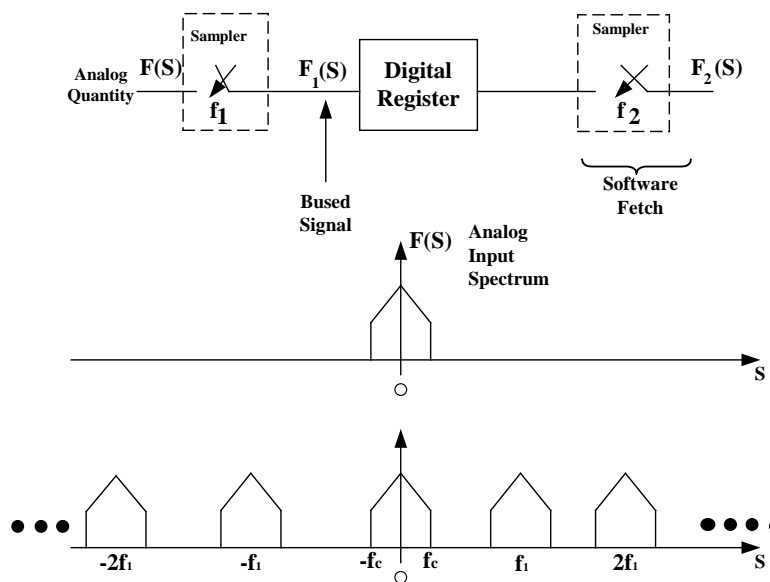 Sampler
Sampler
F(S)
F₁(S)
Digital
Register
F₂(S)
Analog
Quantity
f₁
f₂
Bused
Signal
Software
Fetch
F(S)
Analog
Input
Spectrum
S
-2f₁
-f₁
-fc
fc
f₁
2f₁
S